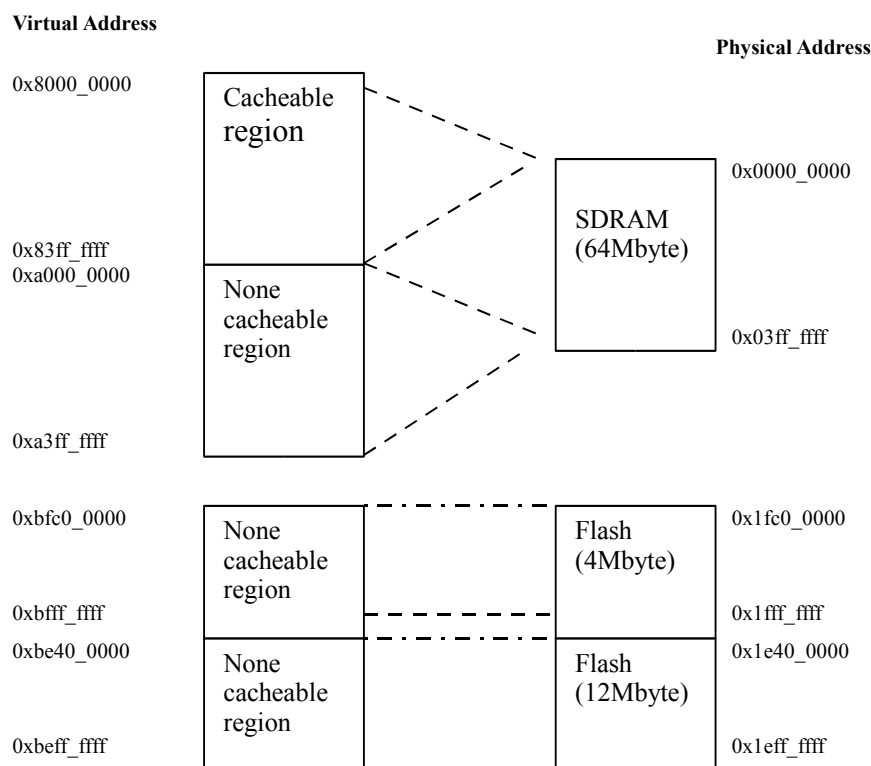 Virtual Address
Physical Address
0x8000_0000
Cacheable
region
0x83ff_ffff
0xa000_0000
None
cacheable
region
0xa3ff_ffff
SDRAM
(64Mbyte)
0x0000_0000
0x03ff_ffff
0xbfc0_0000
None
cacheable
region
0xbfff_ffff
Flash
(4Mbyte)
0x1fc0_0000
0x1fff_ffff
0xbe40_0000
None
cacheable
region
0xbeff_ffff
Flash
(12Mbyte)
0x1e40_0000
0x1eff_ffff